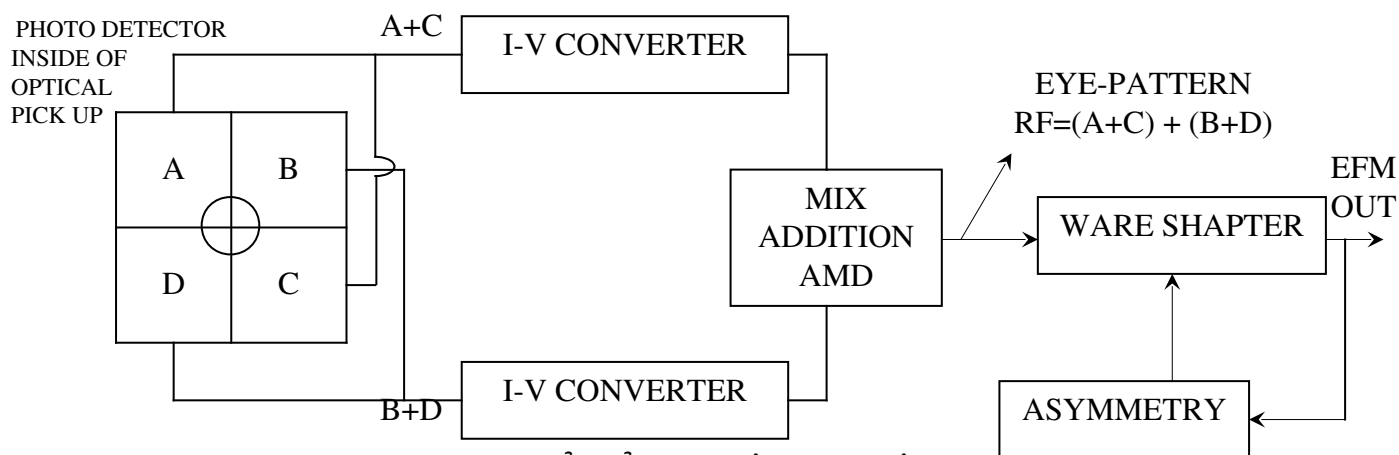 PHOTO DETECTOR
INSIDE OF
OPTICAL
PICK UP
A+C
I-V CONVERTER
EYE-PATTERN
RF=(A+C) + (B+D)
A
B
D
C
MIX
ADDITION
AMD
WARE SHAPTER
EFM
OUT
B+D
I-V CONVERTER
ASYMMETRY